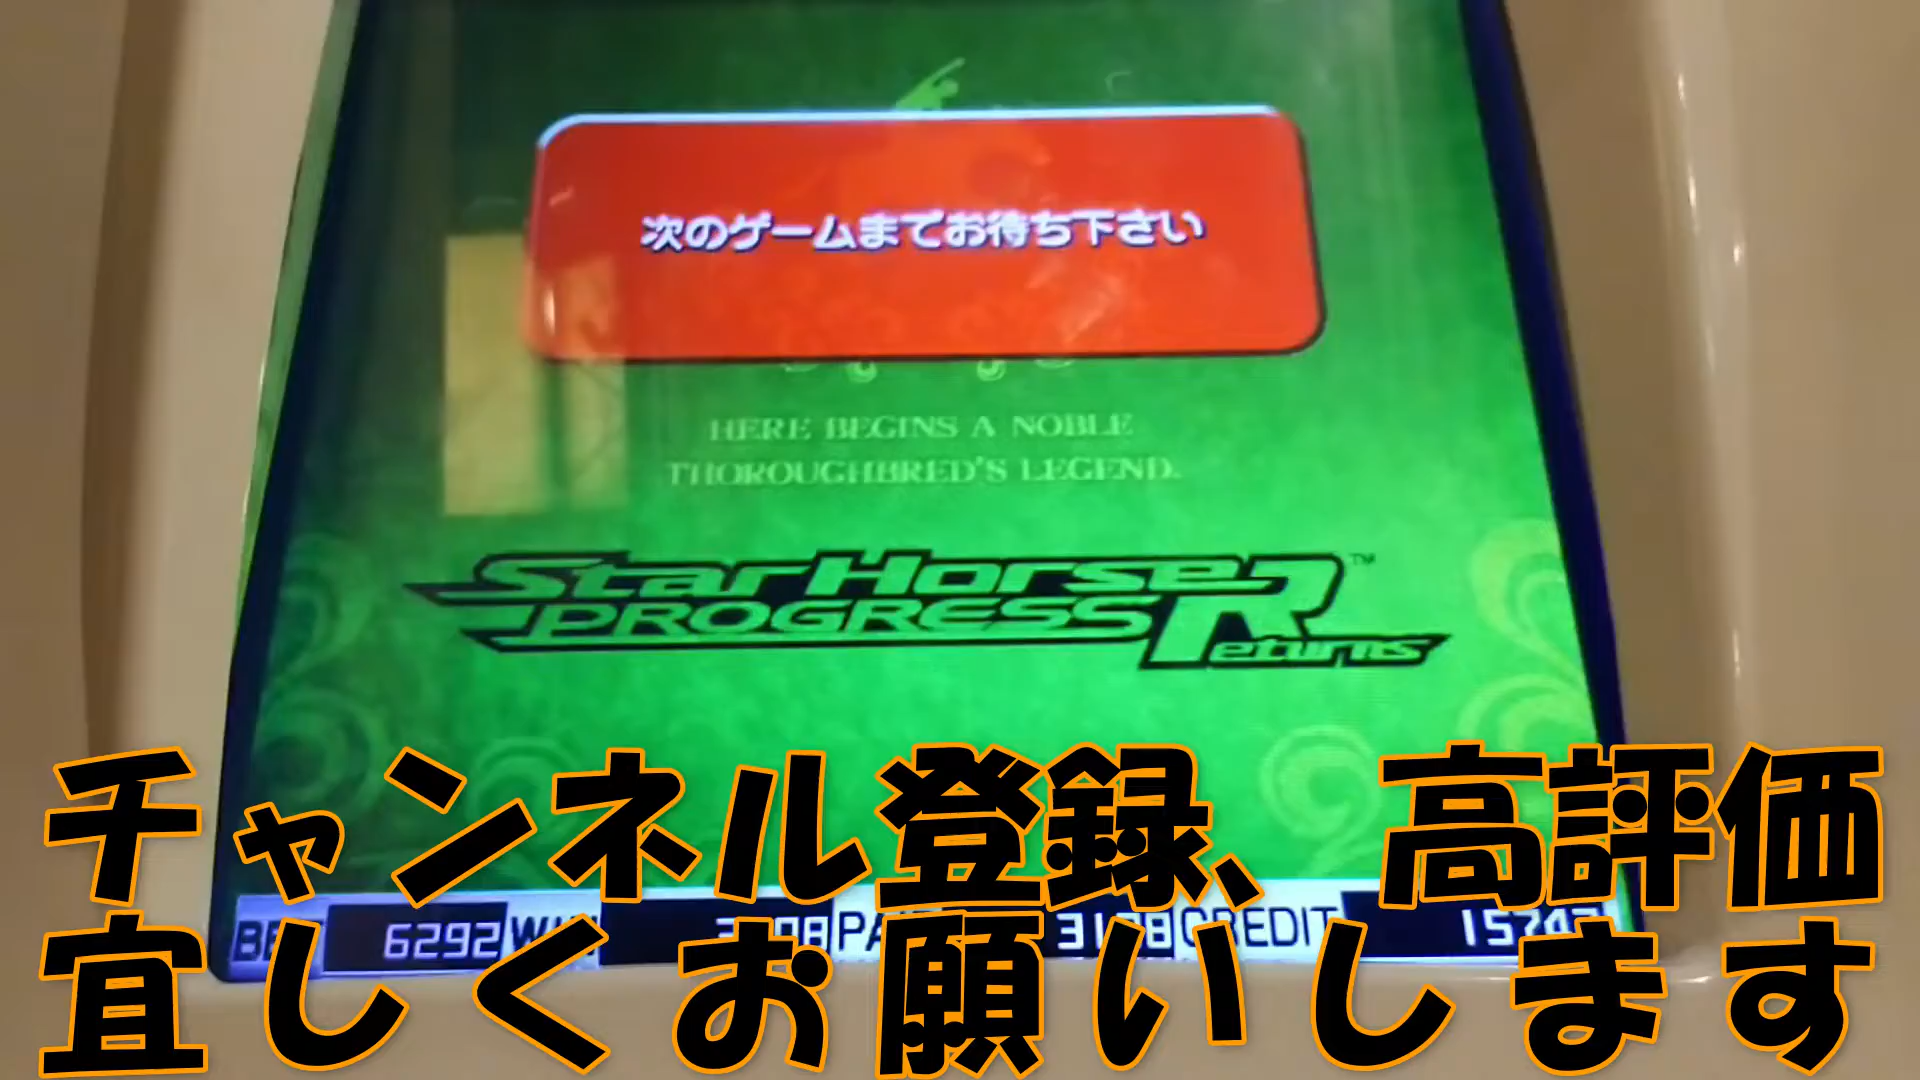 次のゲームまでお待ち下さい
HERE BEGINS A NOBLE
THOROUGHBRED'S LEGEND.
StarHorse
PROGRESS Returns™
チャンネル登録、高評価
6292 CREDIT
宜しくお願いします